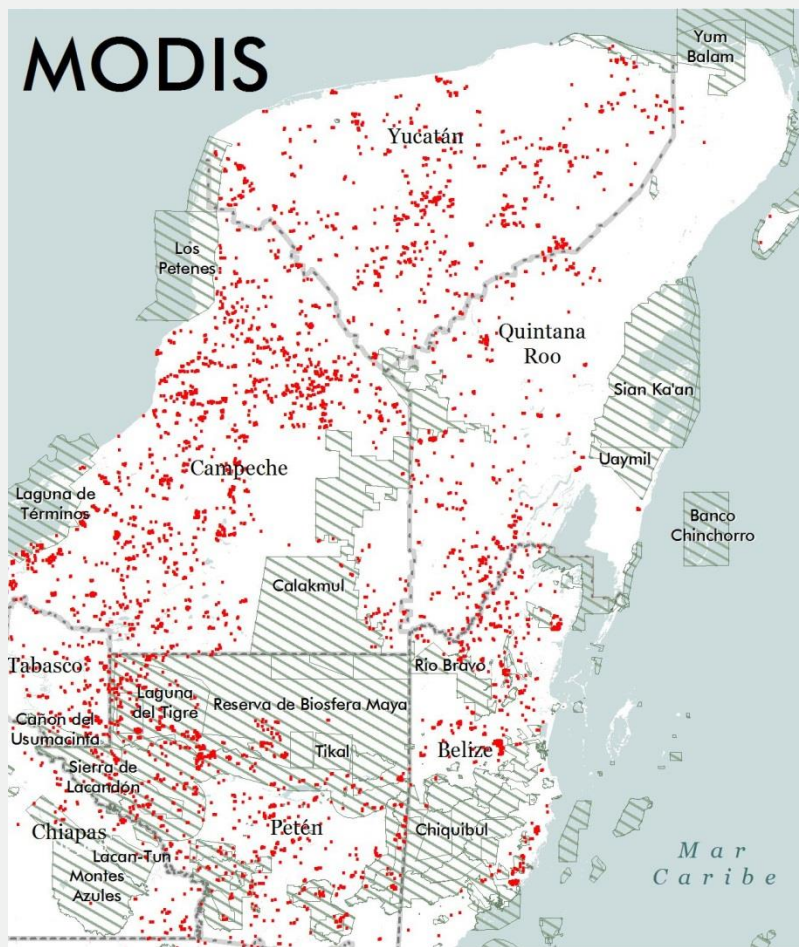 MODIS
Yum
Balam
Yucatán
Los
Petenes
Quintana
Roo
Sian Ka'an
Uaymil
Campeche
Laguna de
Términos
Banco
Chinchorro
Calakmul
Tabasco
Rio Bravo
Laguna
del Tigre
Reserva de Biosfera Maya
Cañon del
Usumacinta
Tikal
Belize
Sierra de
Lacandón
Chiapas
Petén
Chiquibul
Lacan-Tun
Montes
Azules
Mar
Caribe